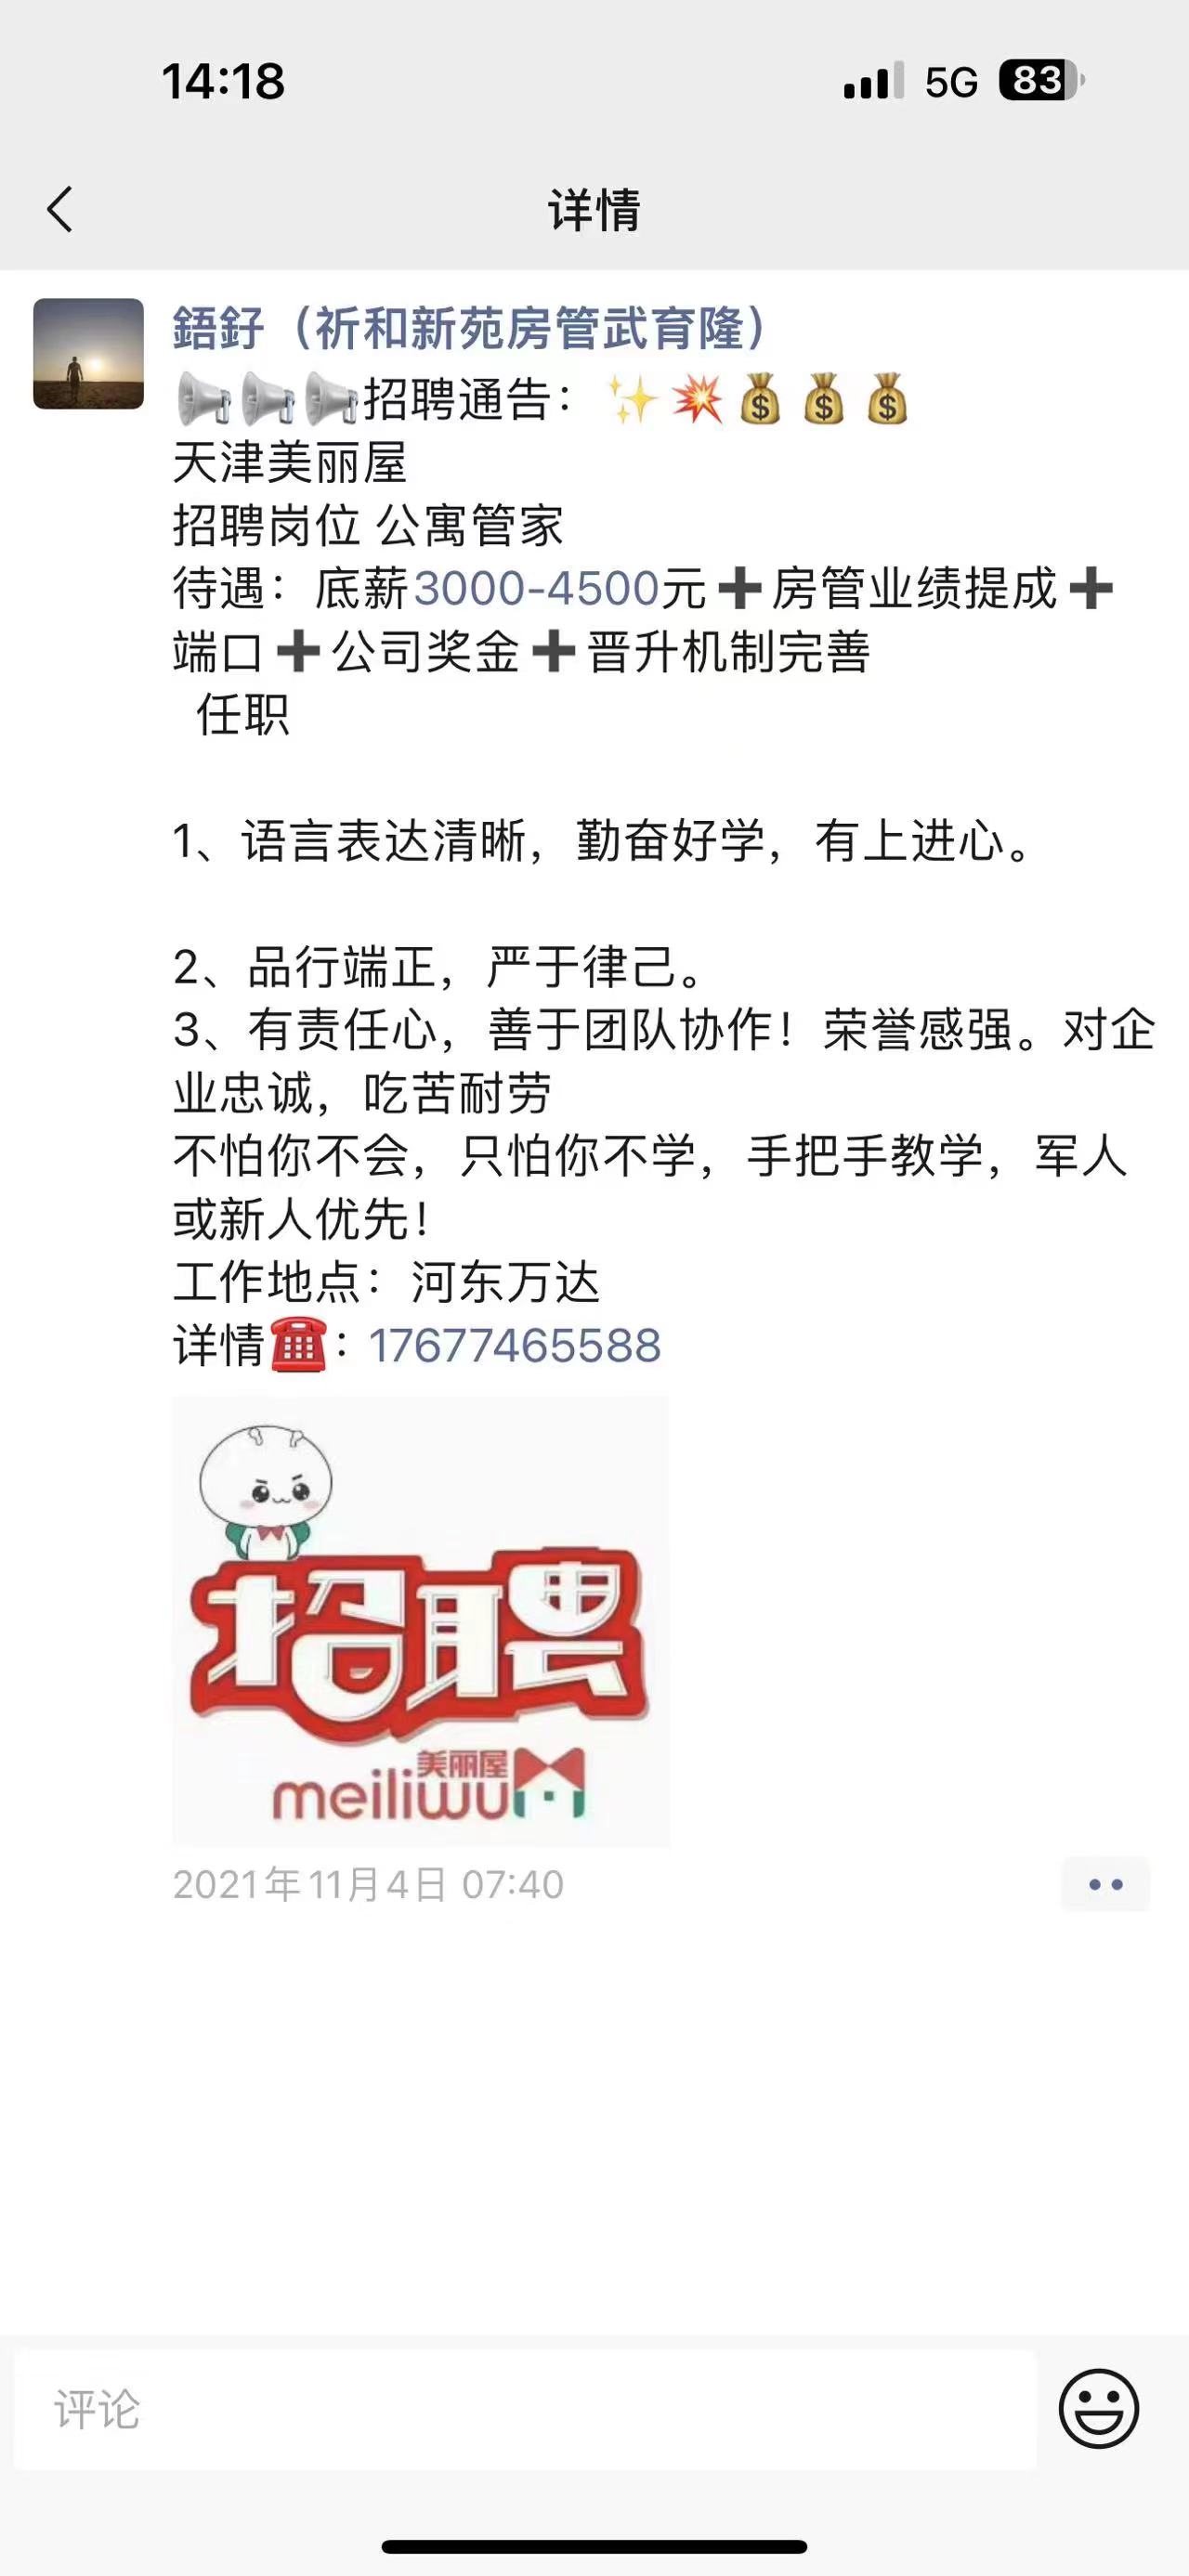 14:18
5G 83
详情
鋙釨（祈和新苑房管武育隆）
📢📢📢招聘通告：✨💥💰💰💰
天津美丽屋
招聘岗位 公寓管家
待遇：底薪3000-4500元➕房管业绩提成➕
端口➕公司奖金➕晋升机制完善
任职
1、语言表达清晰，勤奋好学，有上进心。
2、品行端正，严于律己。
3、有责任心，善于团队协作！荣誉感强。对企
业忠诚，吃苦耐劳
不怕你不会，只怕你不学，手把手教学，军人
或新人优先！
工作地点：河东万达
详情☎️：17677465588
招聘
美丽屋
meiliwu
2021年11月4日 07:40
评论